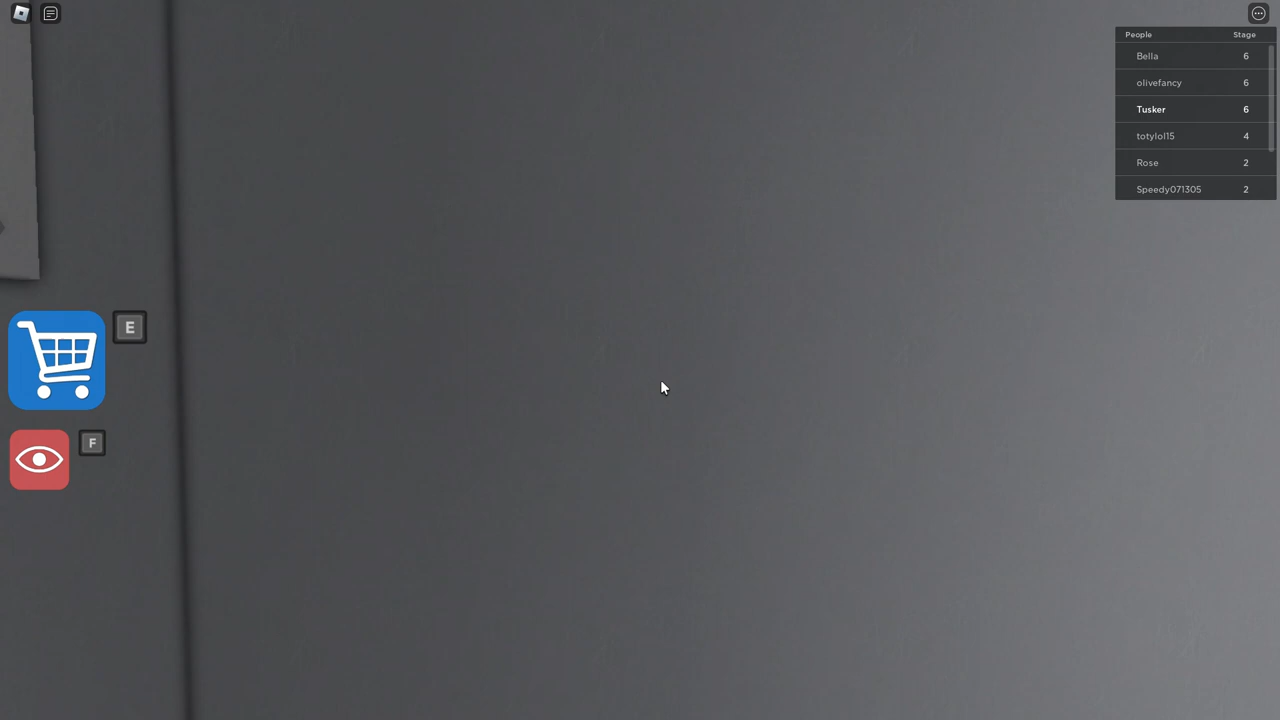 People Stage
Bella 6
olivefancy 6
Tusker 6
totylol15 4
Rose 2
Speedy071305 2
E
F